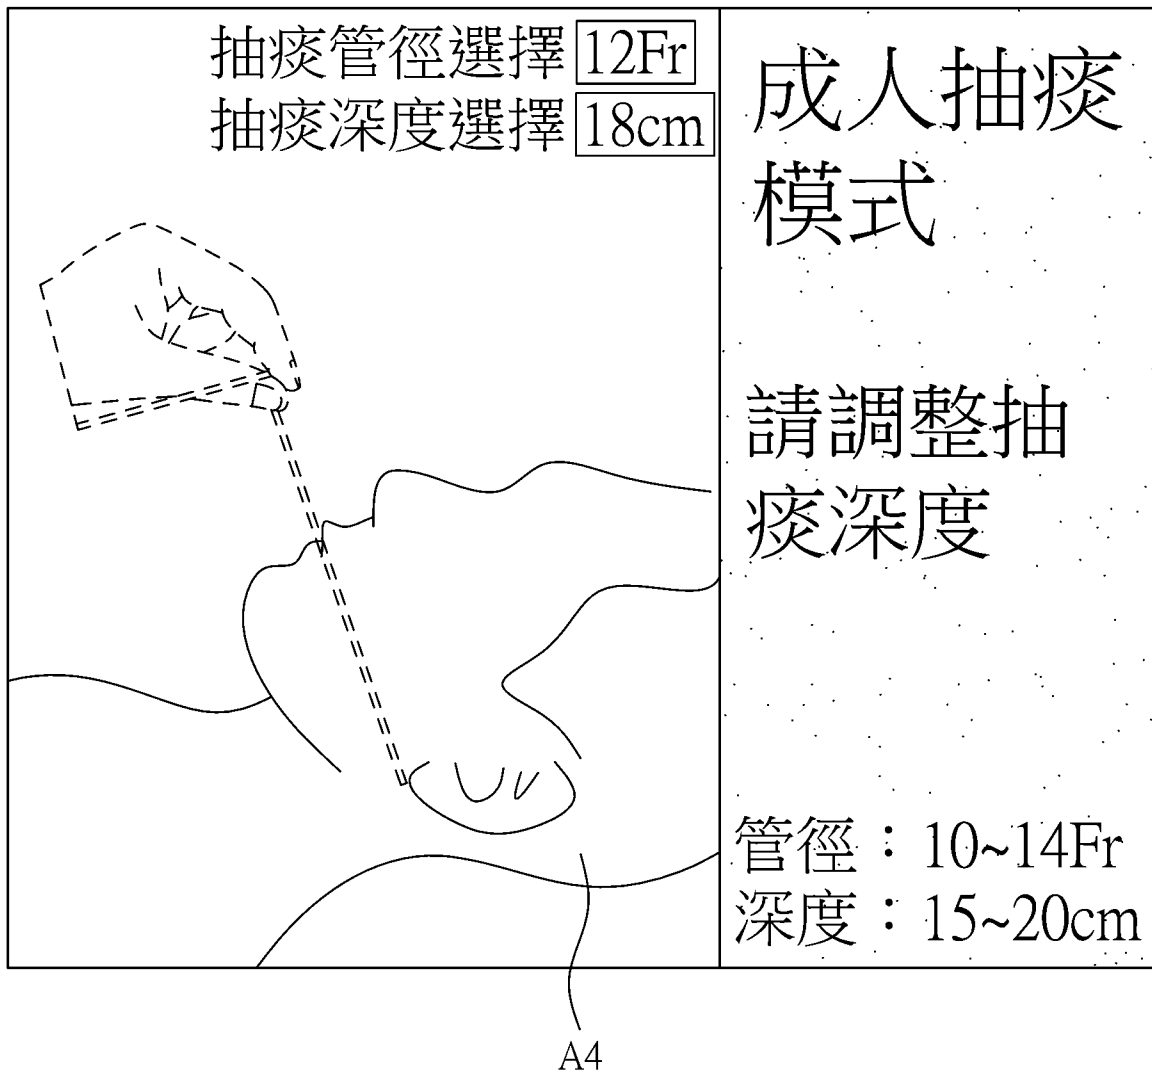 抽痰管徑選擇 12Fr
抽痰深度選擇 18cm
成人抽痰
模式
請調整抽
痰深度
管徑：10~14Fr
深度：15~20cm
A4